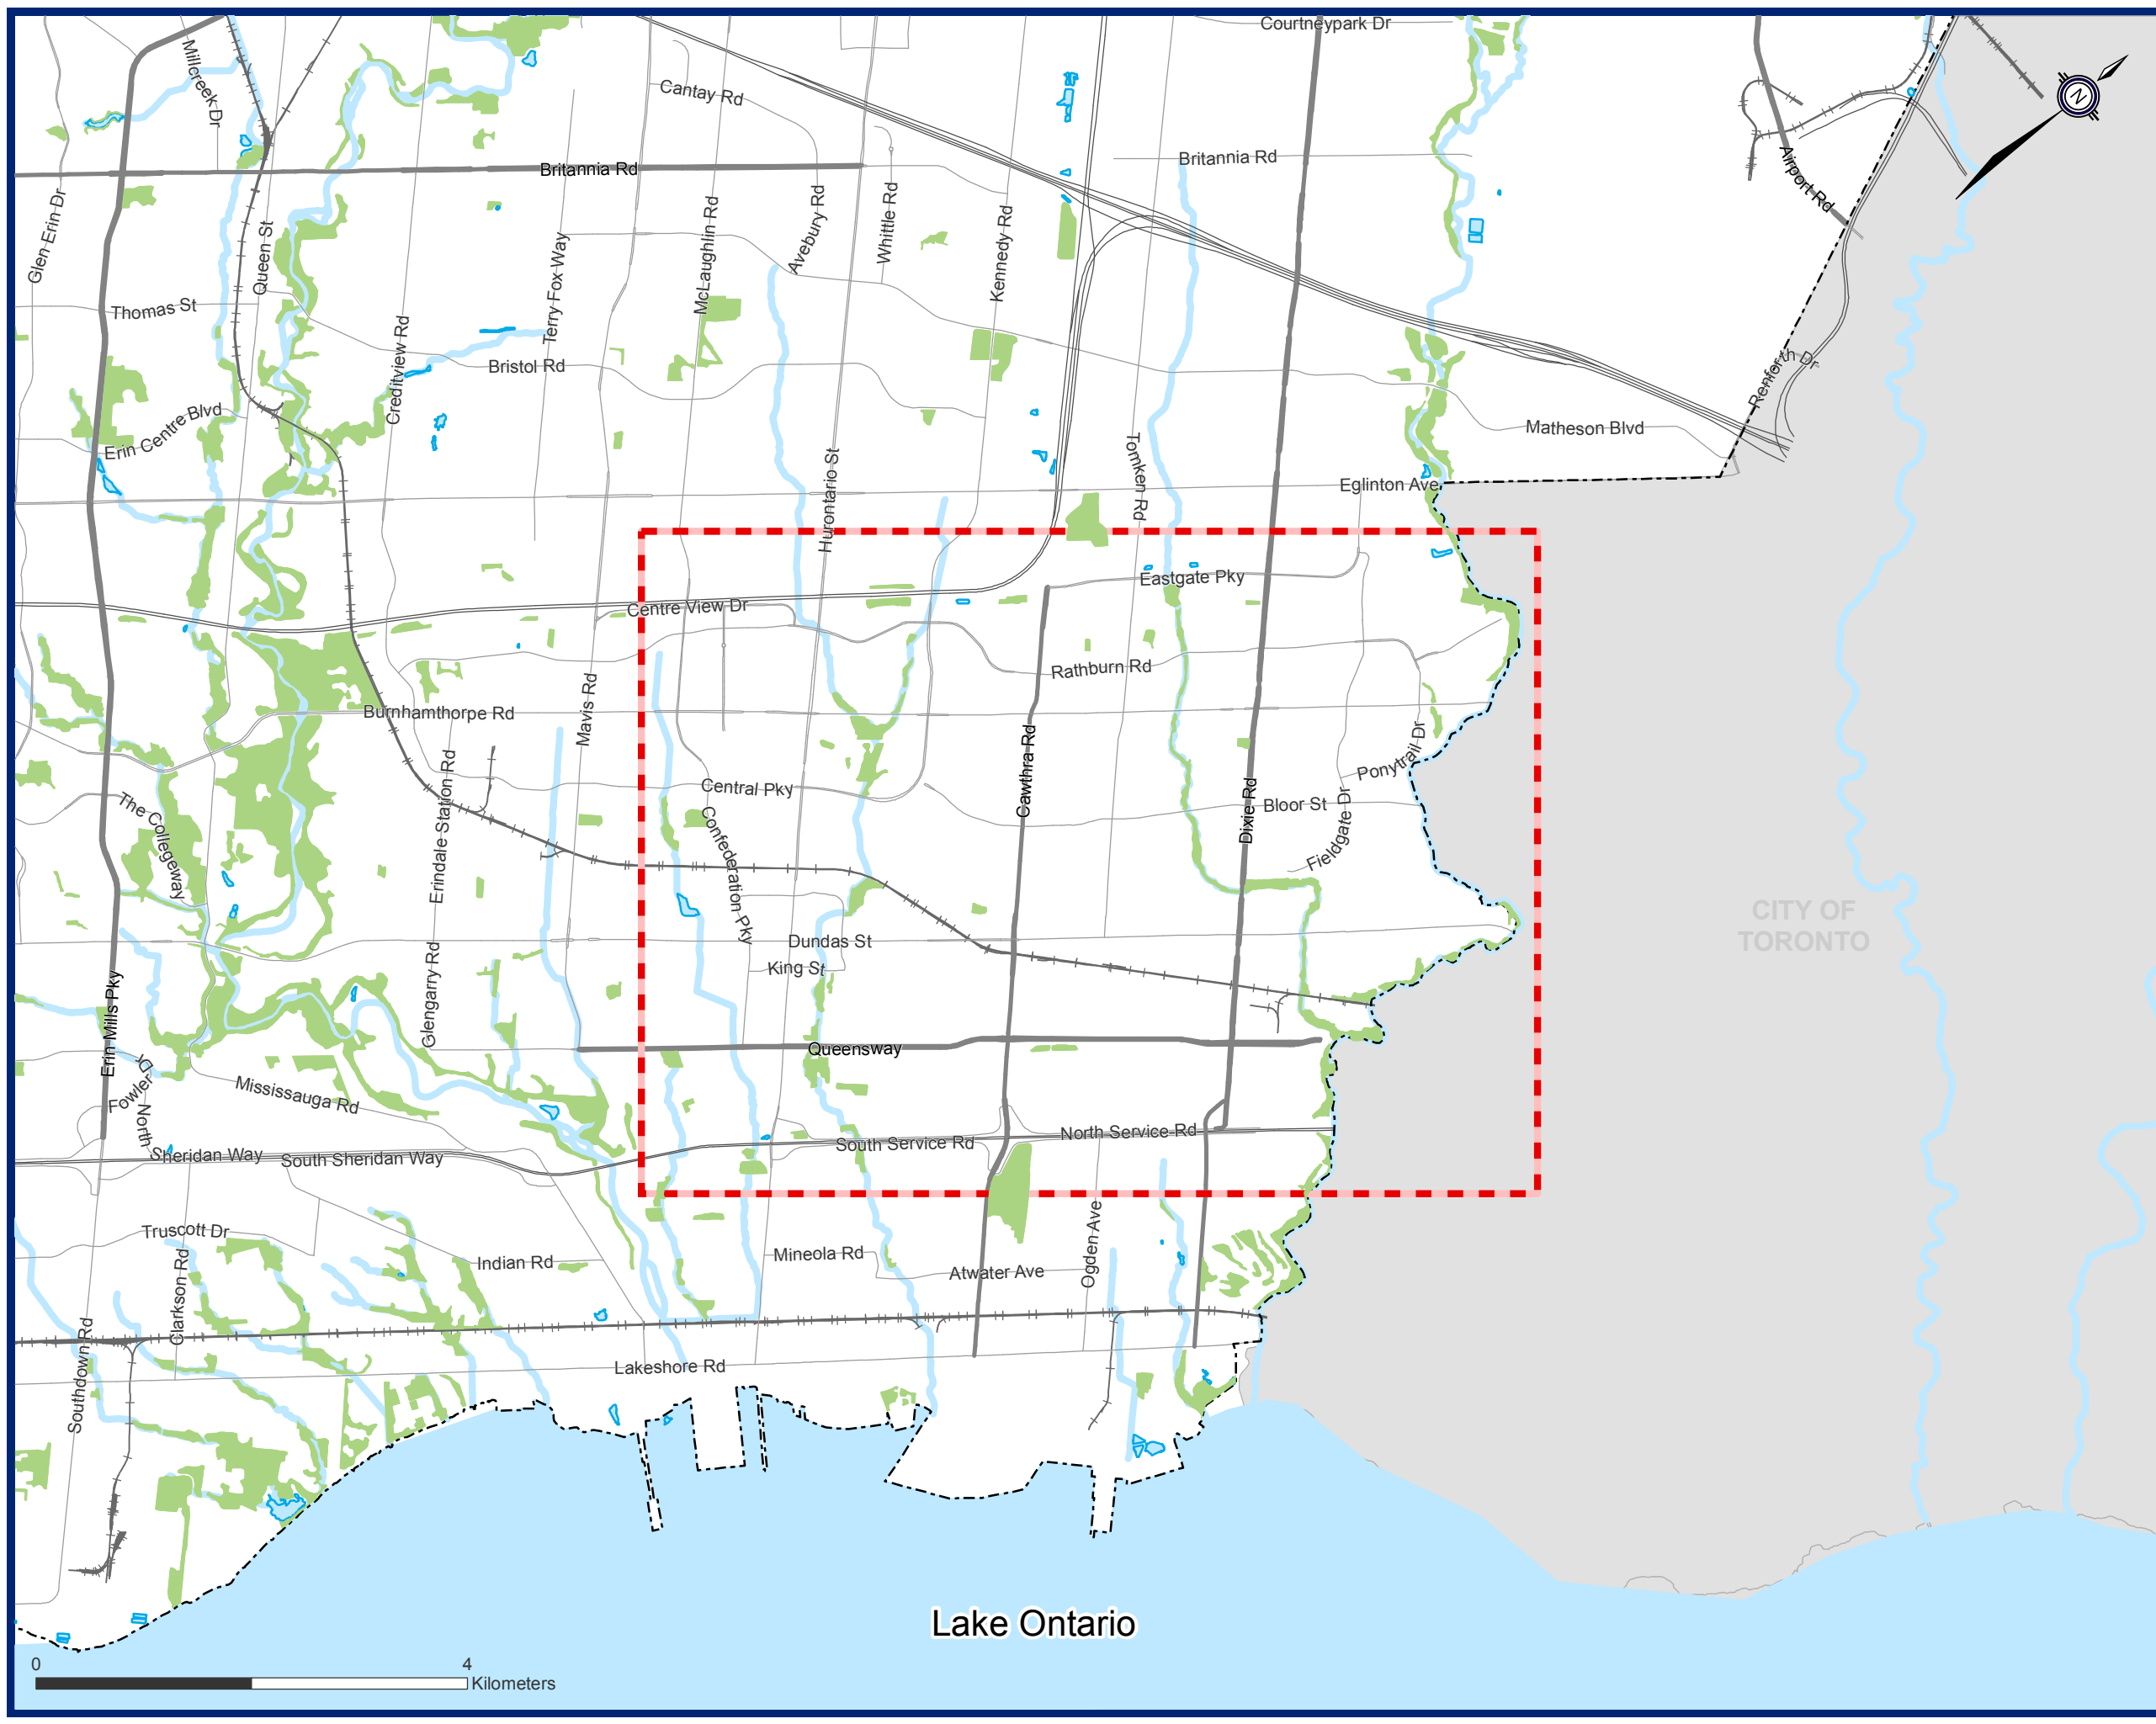 Courtneypark Dr
Millcreek Dr
Cantay Rd
N
Britannia Rd
Britannia Rd
Airport Rd
Glen Erin Dr
Queen St
Terry Fox Way
McLaughlin Rd
Avebury Rd
Whittle Rd
Kennedy Rd
Thomas St
Creditview Rd
Bristol Rd
Renforth Dr
Erin Centre Blvd
Matheson Blvd
Hurontario St
Tomken Rd
Eglinton Ave
Eastgate Pky
Centre View Dr
Rathburn Rd
Burnhamthorpe Rd
Mavis Rd
Cawthra Rd
Ponytrail Dr
Erindale Station Rd
Central Pky
Dixie Rd
Bloor St
The Collegeway
Confederation Pky
Fieldgate Dr
CITY OF
TORONTO
Dundas St
King St
Glengarry Rd
Erin Mills Pky
Queensway
Fowler Dr
Mississauga Rd
North Sheridan Way
South Sheridan Way
South Service Rd
North Service Rd
Truscott Dr
Clarkson Rd
Indian Rd
Mineola Rd
Atwater Ave
Ogden Ave
Southdown Rd
Lakeshore Rd
Lake Ontario
0 4
Kilometers